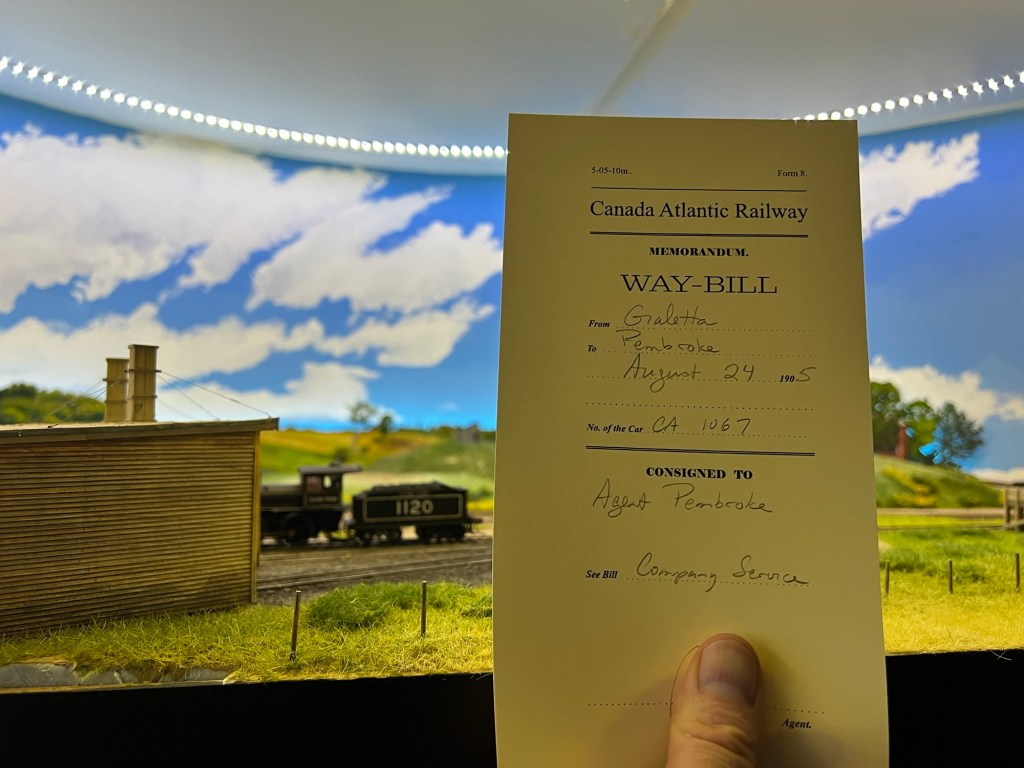 5-05-10m.. Form 8.
Canada Atlantic Railway
MEMORANDUM.
WAY-BILL
From Galetta
To Pembroke
August 24 1905
No. of the Car CA 1067
CONSIGNED TO
Agent Pembroke
See Bill Company Service
Agent.
1120